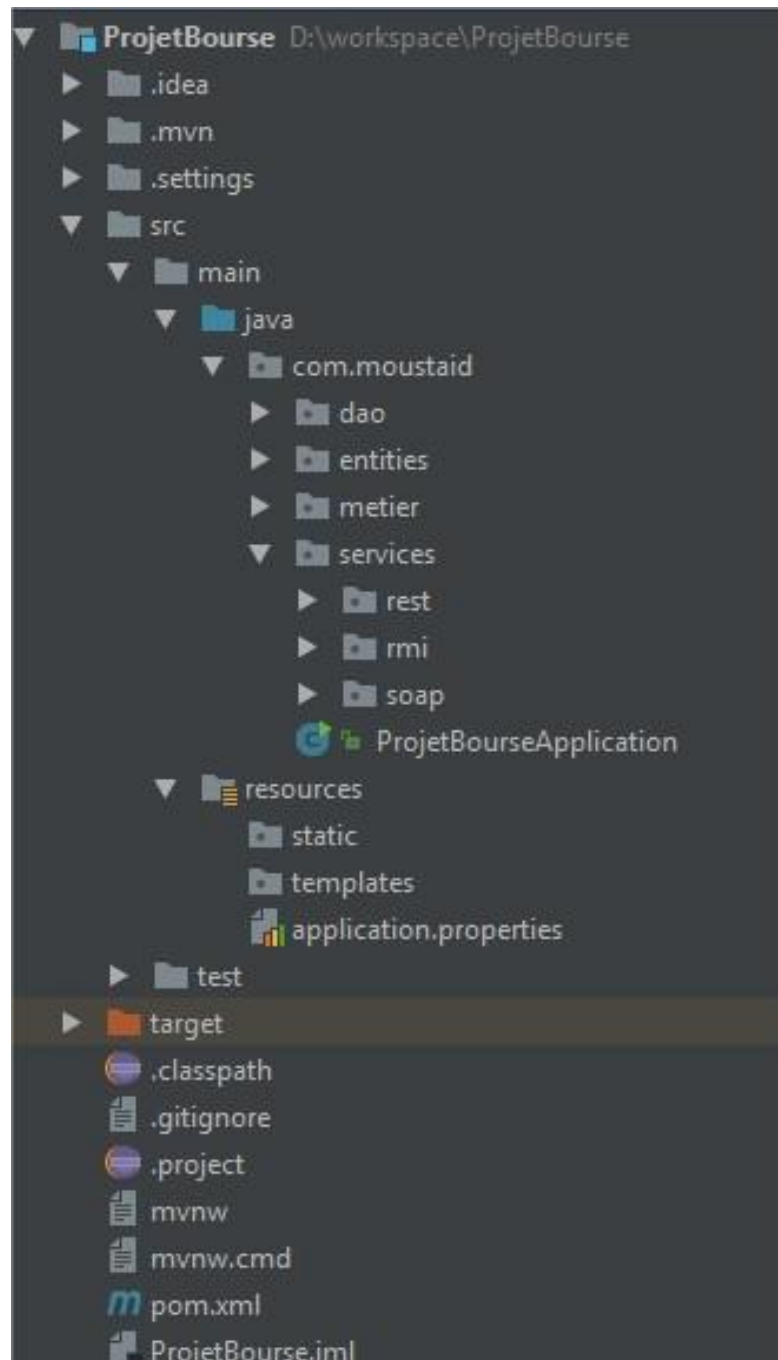 ProjetBourse D:\workspace\ProjetBourse
.idea
.mvn
.settings
src
main
java
com.moustaid
dao
entities
metier
services
rest
rmi
soap
ProjetBourseApplication
resources
static
templates
application.properties
test
target
.classpath
.gitignore
.project
mvnw
mvnw.cmd
pom.xml
ProjetBourse.iml